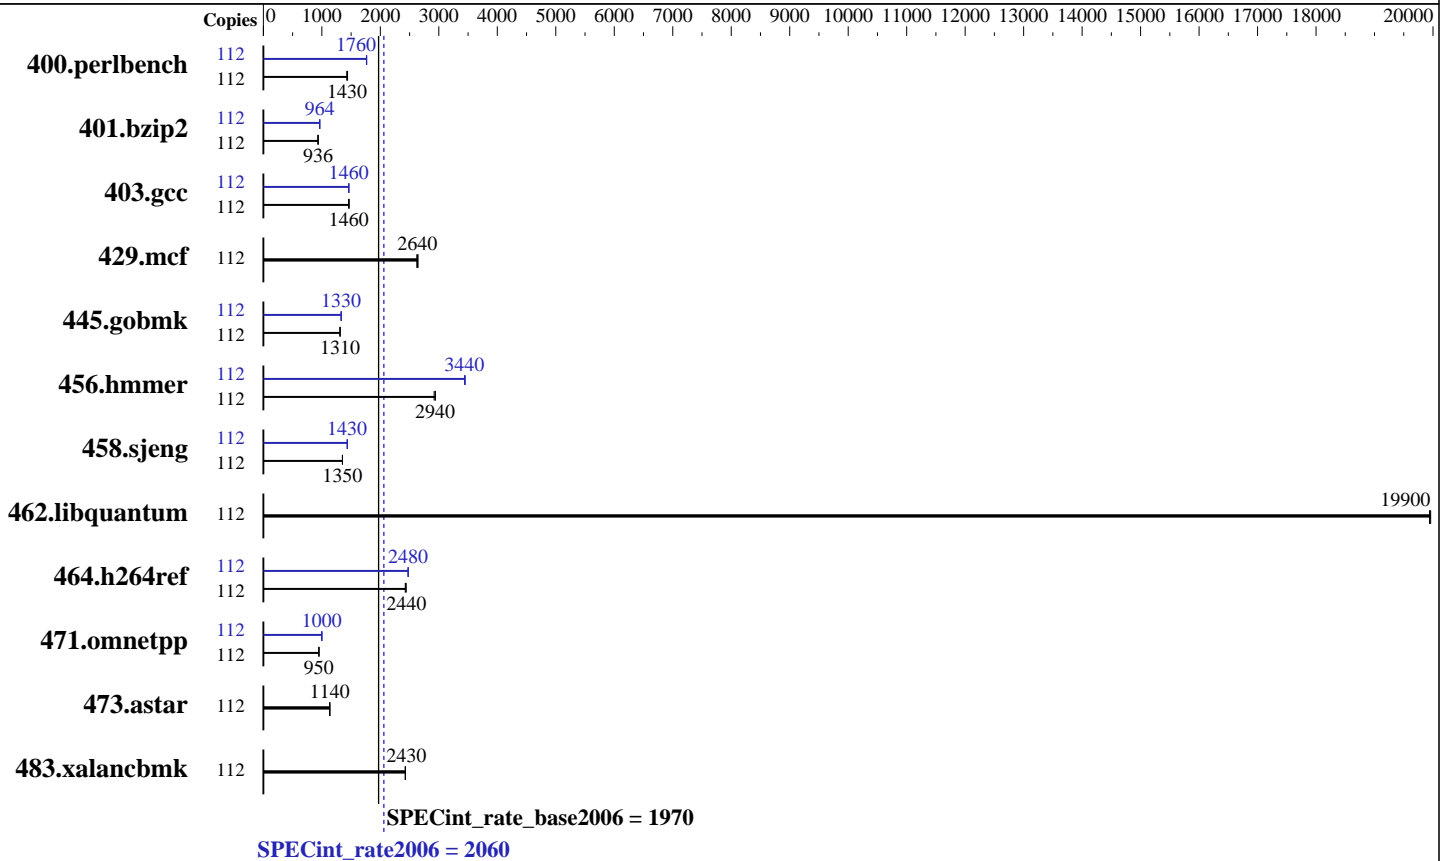 Copies 0 1000 2000 3000 4000 5000 6000 7000 8000 9000 10000 11000 12000 13000 14000 15000 16000 17000 18000 20000
400.perlbench 112 1760
112 1430
401.bzip2 112 964
112 936
403.gcc 112 1460
112 1460
429.mcf 112 2640
445.gobmk 112 1330
112 1310
456.hmmer 112 3440
112 2940
458.sjeng 112 1430
112 1350
462.libquantum 112 19900
464.h264ref 112 2480
112 2440
471.omnetpp 112 1000
112 950
473.astar 112 1140
483.xalancbmk 112 2430
SPECint_rate_base2006 = 1970
SPECint_rate2006 = 2060